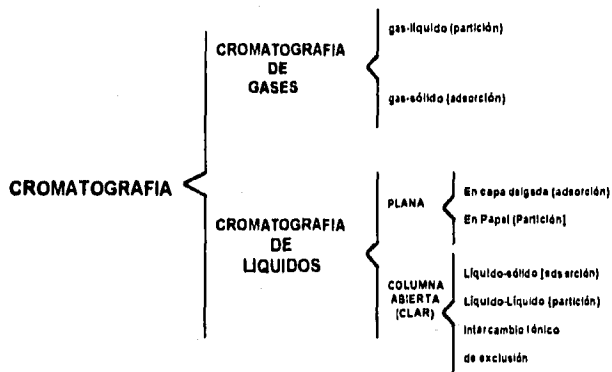 CROMATOGRAFIA
CROMATOGRAFIA
DE
GASES
gas-líquido (partición)
gas-sólido (adsorción)
CROMATOGRAFIA
DE
LIQUIDOS
PLANA
En capa delgada (adsorción)
En Papel (Partición]
COLUMNA
ABIERTA
(CLAR)
Líquido-sólido [adserción)
Líquido-Líquido (partición)
Intercambio Iónico
de exclusión